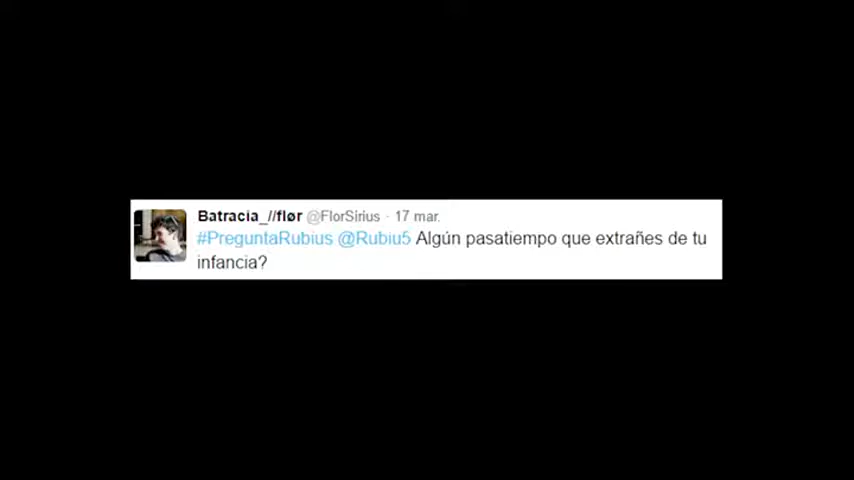 Batracia_//flør @FlorSirius · 17 mar.
#PreguntaRubius @Rubiu5 Algún pasatiempo que extrañes de tu
infancia?